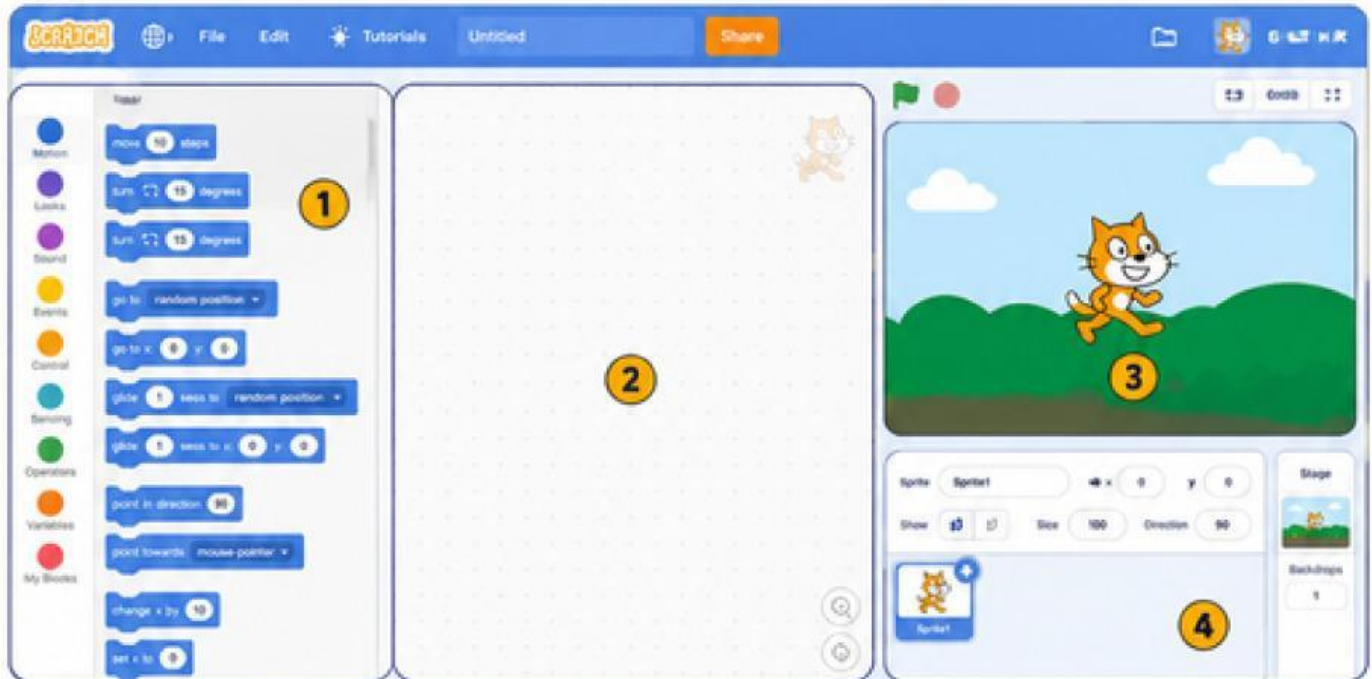 SCRATCH File Edit Tutorials Untitled Share
Motion
Looks
Sound
Events
Control
Sensing
Operators
Variables
My Blocks
move 10 steps
turn 15 degrees
turn 15 degrees
go to random position
go to x: 0 y: 0
glide 1 secs to random position
glide 1 secs to x: 0 y: 0
point in direction 90
point towards mouse-pointer
change x by 10
set x to 0
1
2
3
Sprite Sprite1 x 0 y 0
Show Size 100 Direction 90
Sprite1
4
Stage
Backdrops
1